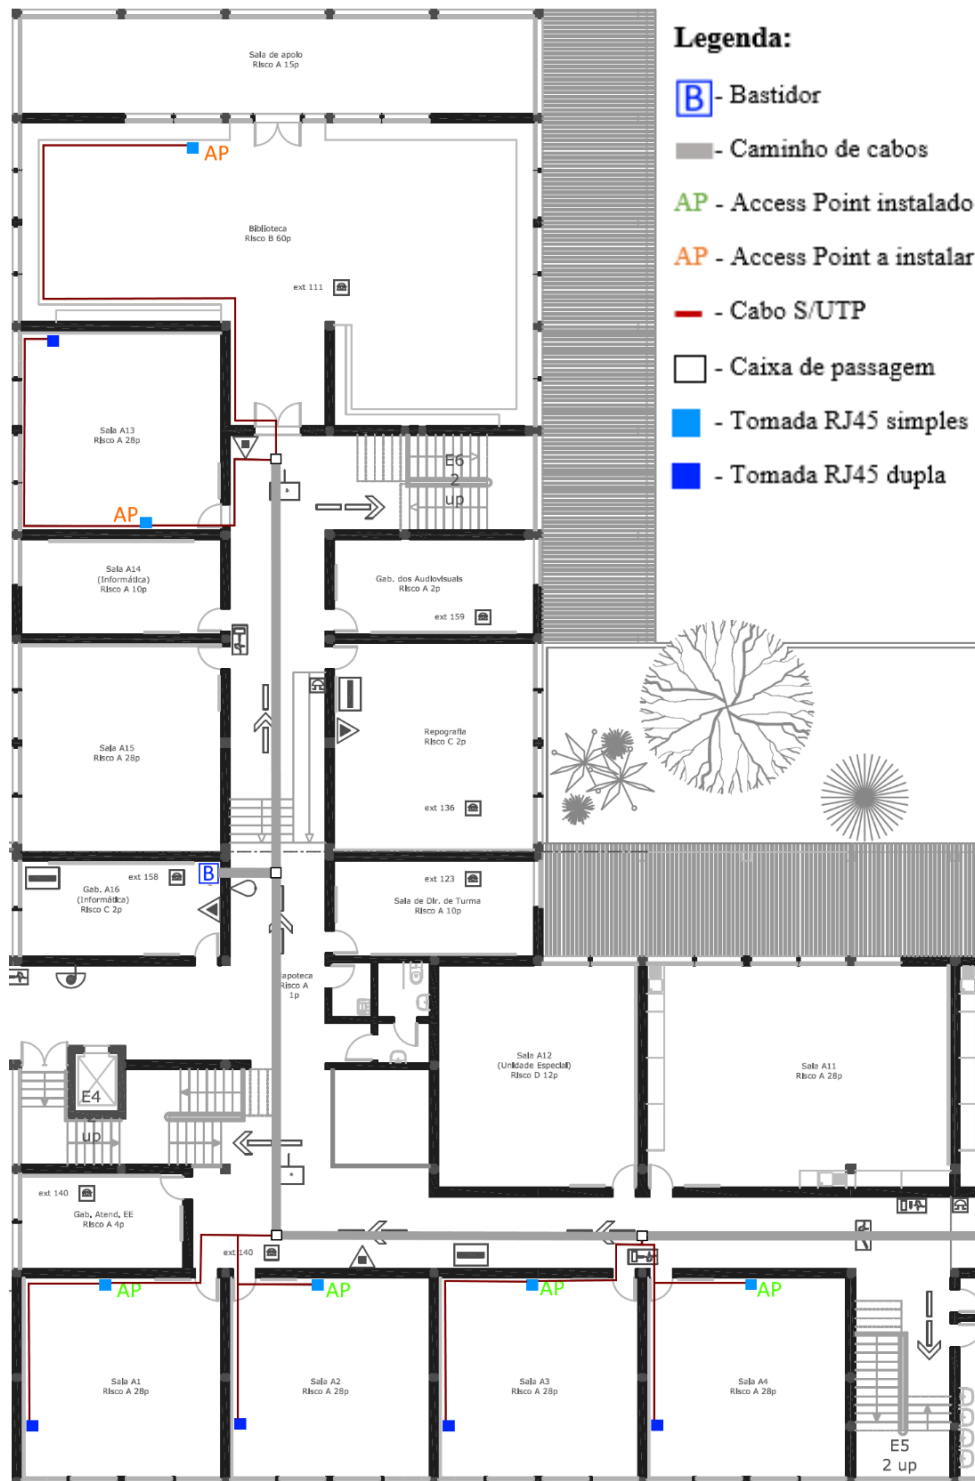 Legenda:
B - Bastidor
- Caminho de cabos
AP - Access Point instalado
AP - Access Point a instalar
- Cabo S/UTP
- Caixa de passagem
- Tomada RJ45 simples
- Tomada RJ45 dupla
Sala de apoio
Risco A 15p
AP
Biblioteca
Risco B 60p
ext 111
Sala A13
Risco A 28p
AP
E6
2
up
Sala A14
(Informática)
Risco A 10p
Gab. dos Audiovisuais
Risco A 2p
ext 159
Sala A15
Risco A 28p
Repografia
Risco C 2p
ext 136
B
ext 158
Gab. A16
(Informática)
Risco C 2p
ext 123
Sala de Dir. de Turma
Risco A 10p
apoteca
Risco A
1p
Sala A12
(Unidade Especial)
Risco D 12p
Sala A11
Risco A 28p
E4
up
ext 140
Gab. Atend. EE
Risco A 4p
ext 140
AP
AP
AP
AP
Sala A1
Risco A 28p
Sala A2
Risco A 28p
Sala A3
Risco A 28p
Sala A4
Risco A 28p
E5
2 up